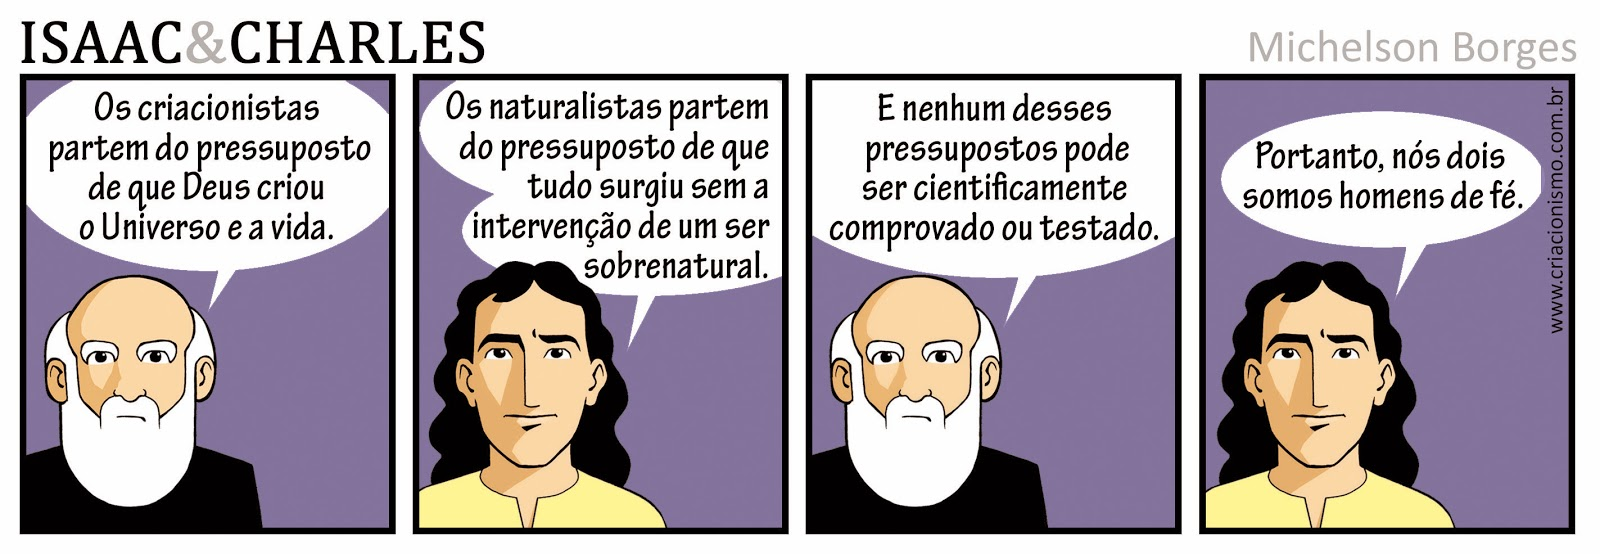 ISAAC&CHARLES
Michelson Borges
Os criacionistas
partem do pressuposto
de que Deus criou
o Universo e a vida.
Os naturalistas partem
do pressuposto de que
tudo surgiu sem a
intervenção de um ser
sobrenatural.
E nenhum desses
pressupostos pode
ser cientificamente
comprovado ou testado.
Portanto, nós dois
somos homens de fé.
www.criacionismo.com.br